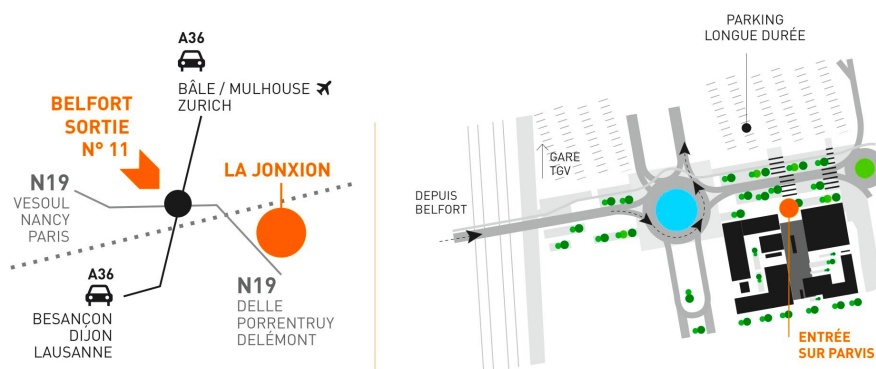 A36
BÂLE / MULHOUSE
ZURICH
BELFORT
SORTIE
N° 11
LA JONXION
N19
VESOUL
NANCY
PARIS
A36
BESANÇON
DIJON
LAUSANNE
N19
DELLE
PORRENTRUY
DELÉMONT
PARKING
LONGUE DURÉE
GARE
TGV
DEPUIS
BELFORT
ENTRÉE
SUR PARVIS